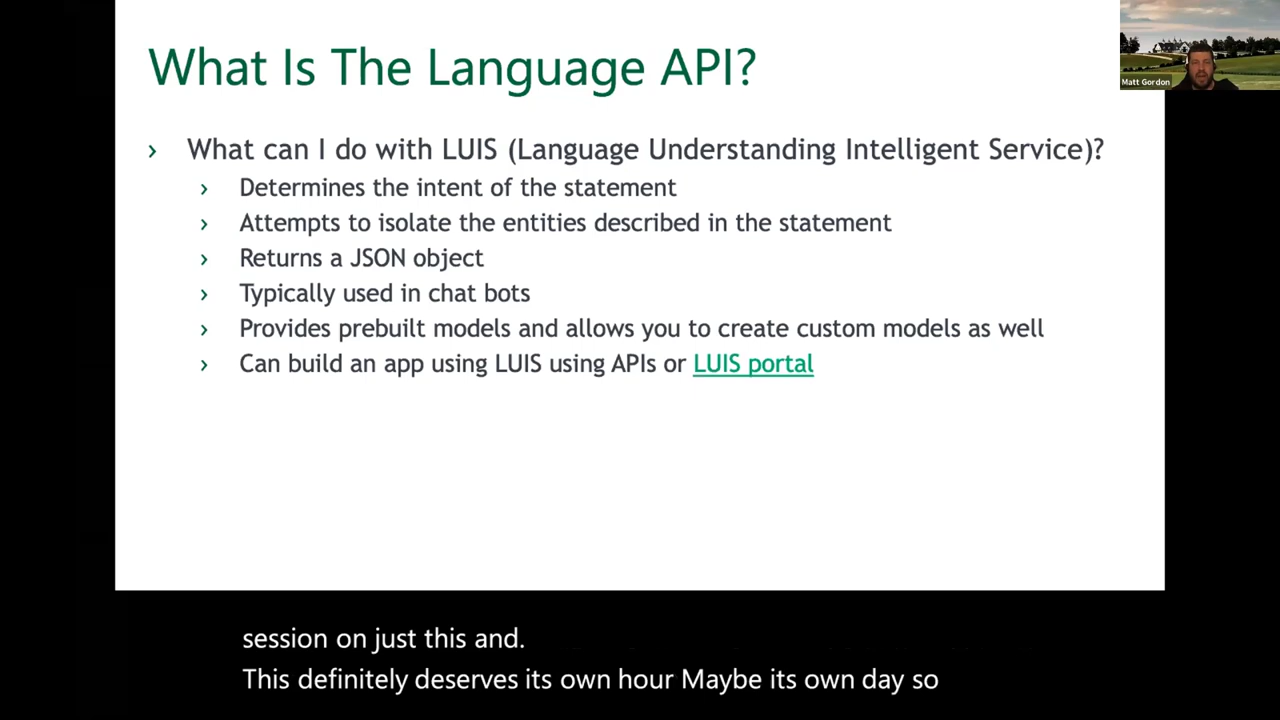 What Is The Language API?
Matt Gordon
› What can I do with LUIS (Language Understanding Intelligent Service)?
› Determines the intent of the statement
› Attempts to isolate the entities described in the statement
› Returns a JSON object
› Typically used in chat bots
› Provides prebuilt models and allows you to create custom models as well
› Can build an app using LUIS using APIs or LUIS portal
session on just this and.
This definitely deserves its own hour Maybe its own day so